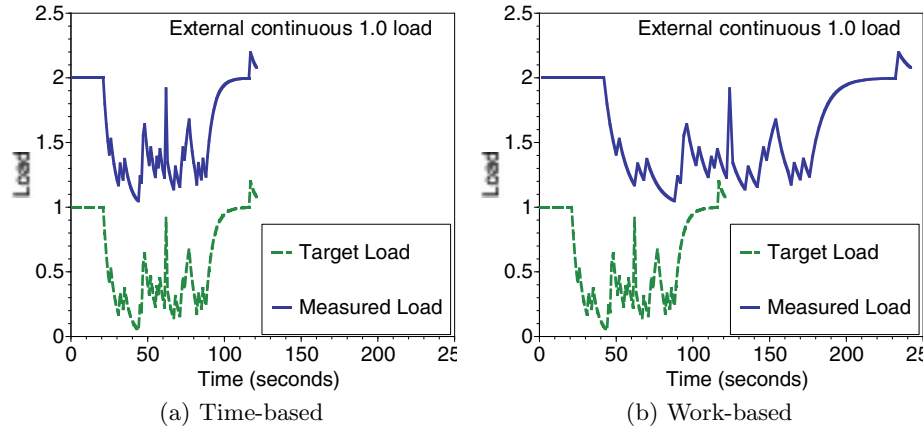 External continuous 1.0 load
2.5
2
1.5
1
0.5
0
Load
Target Load
Measured Load
0 50 100 150 200 25
Time (seconds)
(a) Time-based
External continuous 1.0 load
2.5
2
1.5
1
0.5
0
Load
Target Load
Measured Load
0 50 100 150 200 25
Time (seconds)
(b) Work-based